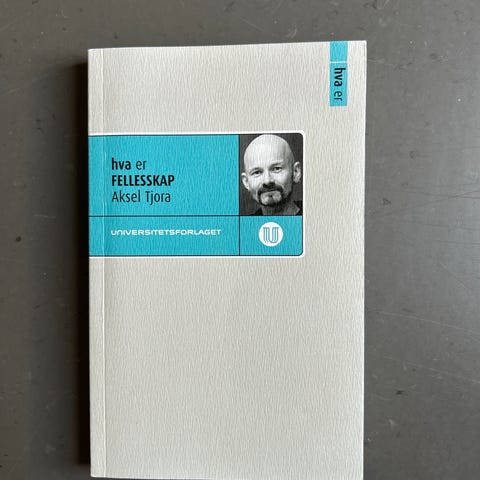 hva er
hva er
FELLESSKAP
Aksel Tjora
UNIVERSITETSFORLAGET
U